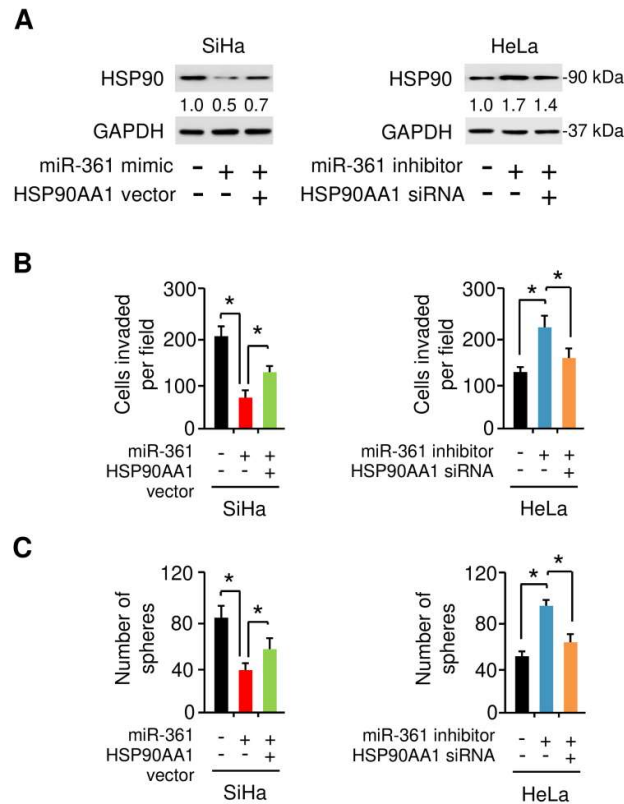 A
SiHa
HeLa
HSP90
HSP90
-90 kDa
1.0 0.5 0.7
1.0 1.7 1.4
GAPDH
GAPDH
-37 kDa
miR-361 mimic - + +
miR-361 inhibitor - + +
HSP90AA1 vector - - +
HSP90AA1 siRNA - - +
B
Cells invaded
per field
300
200
100
0
*
*
miR-361 - + +
HSP90AA1 - - +
vector
SiHa
Cells invaded
per field
300
200
100
0
*
*
miR-361 inhibitor - + +
HSP90AA1 siRNA - - +
HeLa
C
Number of
spheres
120
80
40
0
*
*
miR-361 - + +
HSP90AA1 - - +
vector
SiHa
Number of
spheres
120
80
40
0
*
*
miR-361 inhibitor - + +
HSP90AA1 siRNA - - +
HeLa